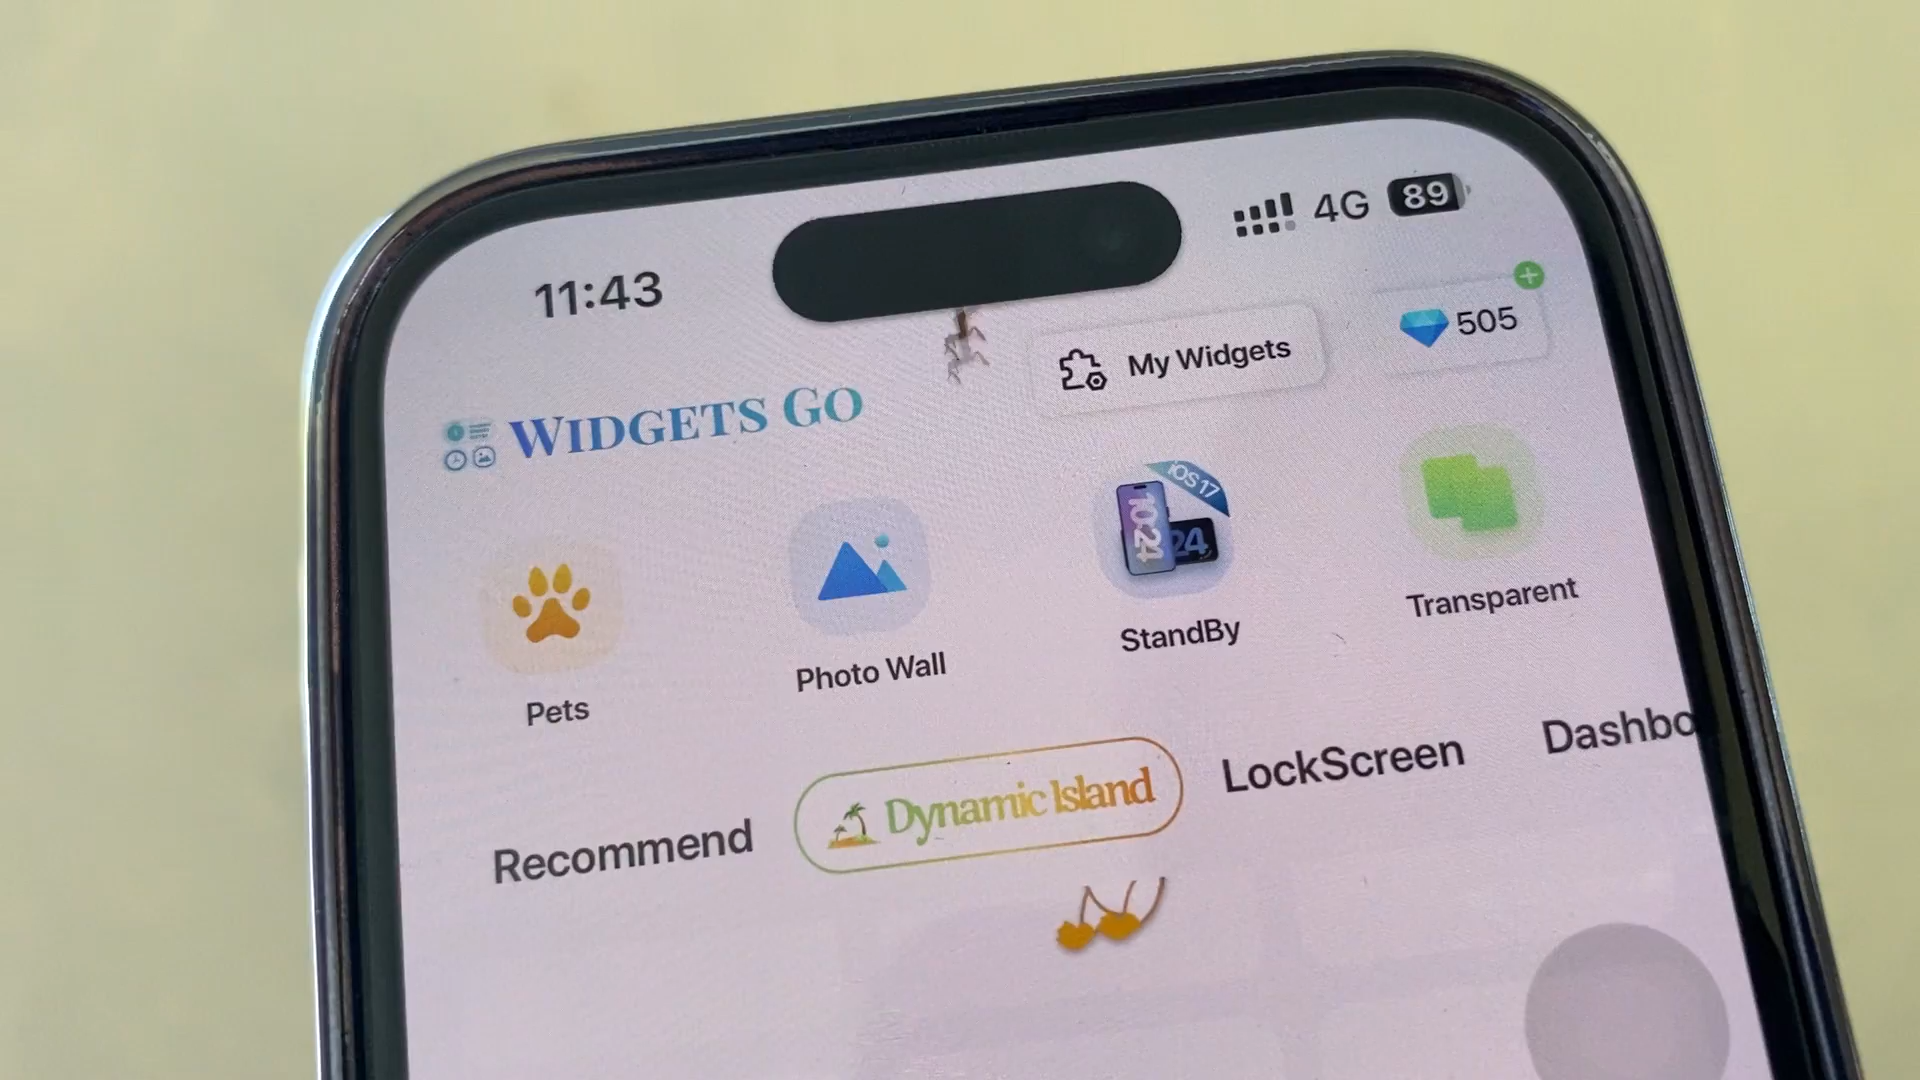 11:43
4G 89
My Widgets
505
WIDGETS GO
iOS 17
10:24
24
Pets
Photo Wall
StandBy
Transparent
Recommend
Dynamic Island
LockScreen
Dashbo